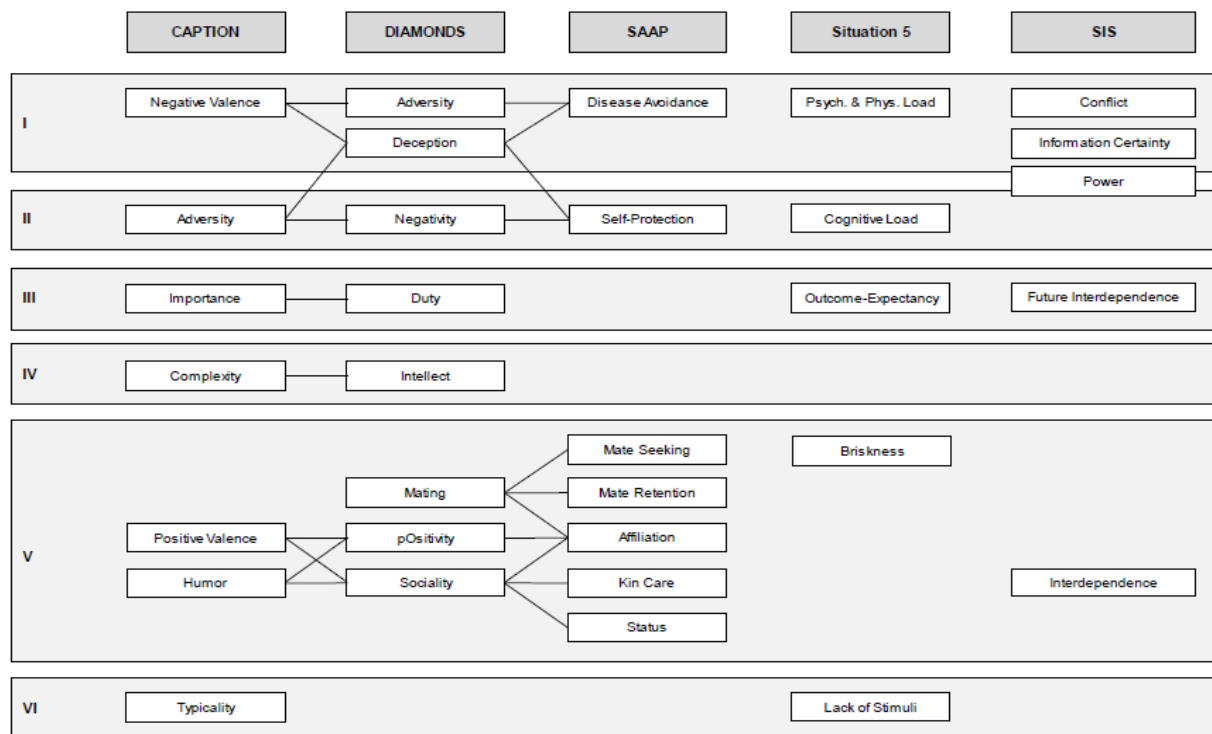 CAPTION DIAMONDS SAAP Situation 5 SIS
I
Negative Valence Adversity Disease Avoidance Psych. & Phys. Load Conflict
Deception Information Certainty
Power
II
Adversity Negativity Self-Protection Cognitive Load
III
Importance Duty Outcome-Expectancy Future Interdependence
IV
Complexity Intellect
V
Mate Seeking Briskness
Mating Mate Retention
Positive Valence pOsitivity Affiliation
Humor Sociality Kin Care Interdependence
Status
VI
Typicality Lack of Stimuli